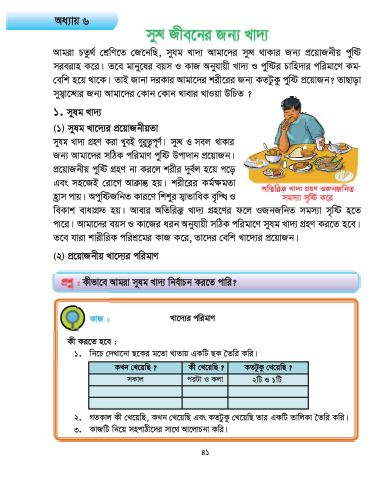 অধ্যায় ৬
সুস্থ জীবনের জন্য খাদ্য
আমরা চতুর্থ শ্রেণিতে জেনেছি, সুষম খাদ্য আমাদের সুস্থ থাকার জন্য প্রয়োজনীয় পুষ্টি
সরবরাহ করে। তবে মানুষের বয়স ও কাজ অনুযায়ী খাদ্য ও পুষ্টির চাহিদার পরিমাণে কম-
বেশি হয়ে থাকে। তাই জানা দরকার আমাদের শরীরের জন্য কতটুকু পুষ্টি প্রয়োজন? তাছাড়া
সুস্বাস্থ্যের জন্য আমাদের কোন কোন খাবার খাওয়া উচিত ?
১. সুষম খাদ্য
(১) সুষম খাদ্যের প্রয়োজনীয়তা
সুষম খাদ্য গ্রহণ করা খুবই গুরুত্বপূর্ণ। সুস্থ ও সবল থাকার
জন্য আমাদের সঠিক পরিমাণ পুষ্টি উপাদান প্রয়োজন।
প্রয়োজনীয় পুষ্টি গ্রহণ না করলে শরীর দুর্বল হয়ে পড়ে
এবং সহজেই রোগে আক্রান্ত হয়। শরীরের কর্মক্ষমতা
হ্রাস পায়। অপুষ্টিজনিত কারণে শিশুর স্বাভাবিক বৃদ্ধি ও
বিকাশ বাধাগ্রস্ত হয়। আবার অতিরিক্ত খাদ্য গ্রহণের ফলে ওজনজনিত সমস্যা সৃষ্টি হতে
পারে। আমাদের বয়স ও কাজের ধরন অনুযায়ী সঠিক পরিমাণে সুষম খাদ্য গ্রহণ করতে হবে।
তবে যারা শারীরিক পরিশ্রমের কাজ করে, তাদের বেশি খাদ্যের প্রয়োজন।
অতিরিক্ত খাদ্য গ্রহণ ওজনজনিত
সমস্যা সৃষ্টি করে
(২) প্রয়োজনীয় খাদ্যের পরিমাণ
প্রশ্ন : কীভাবে আমরা সুষম খাদ্য নির্বাচন করতে পারি?
কাজ : খাদ্যের পরিমাণ
কী করতে হবে :
১. নিচে দেখানো ছকের মতো খাতায় একটি ছক তৈরি করি।
কখন খেয়েছি ? কী খেয়েছি ? কতটুকু খেয়েছি ?
সকাল পরটা ও কলা ২টি ও ১টি
২. গতকাল কী খেয়েছি, কখন খেয়েছি এবং কতটুকু খেয়েছি তার একটি তালিকা তৈরি করি।
৩. কাজটি নিয়ে সহপাঠীদের সাথে আলোচনা করি।
৪১